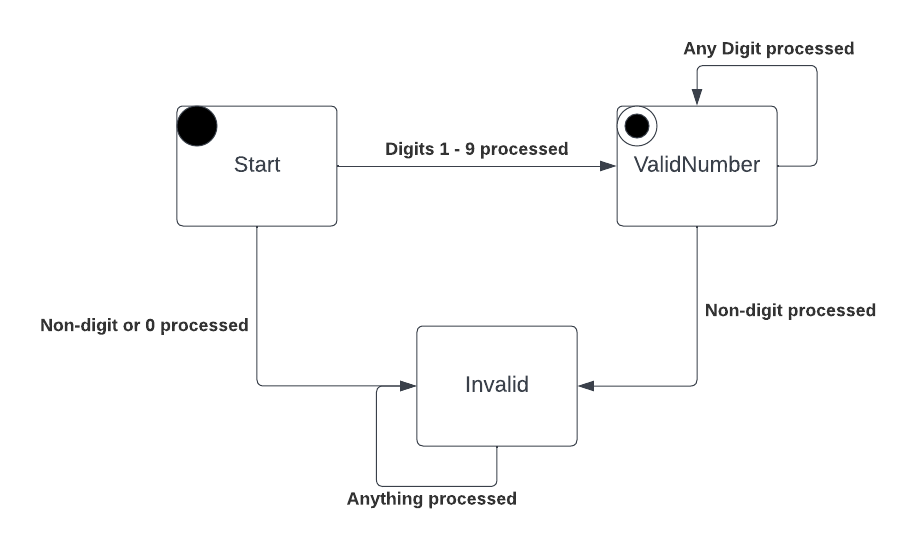 Any Digit processed
Digits 1 - 9 processed
Start
ValidNumber
Non-digit processed
Non-digit or 0 processed
Invalid
Anything processed